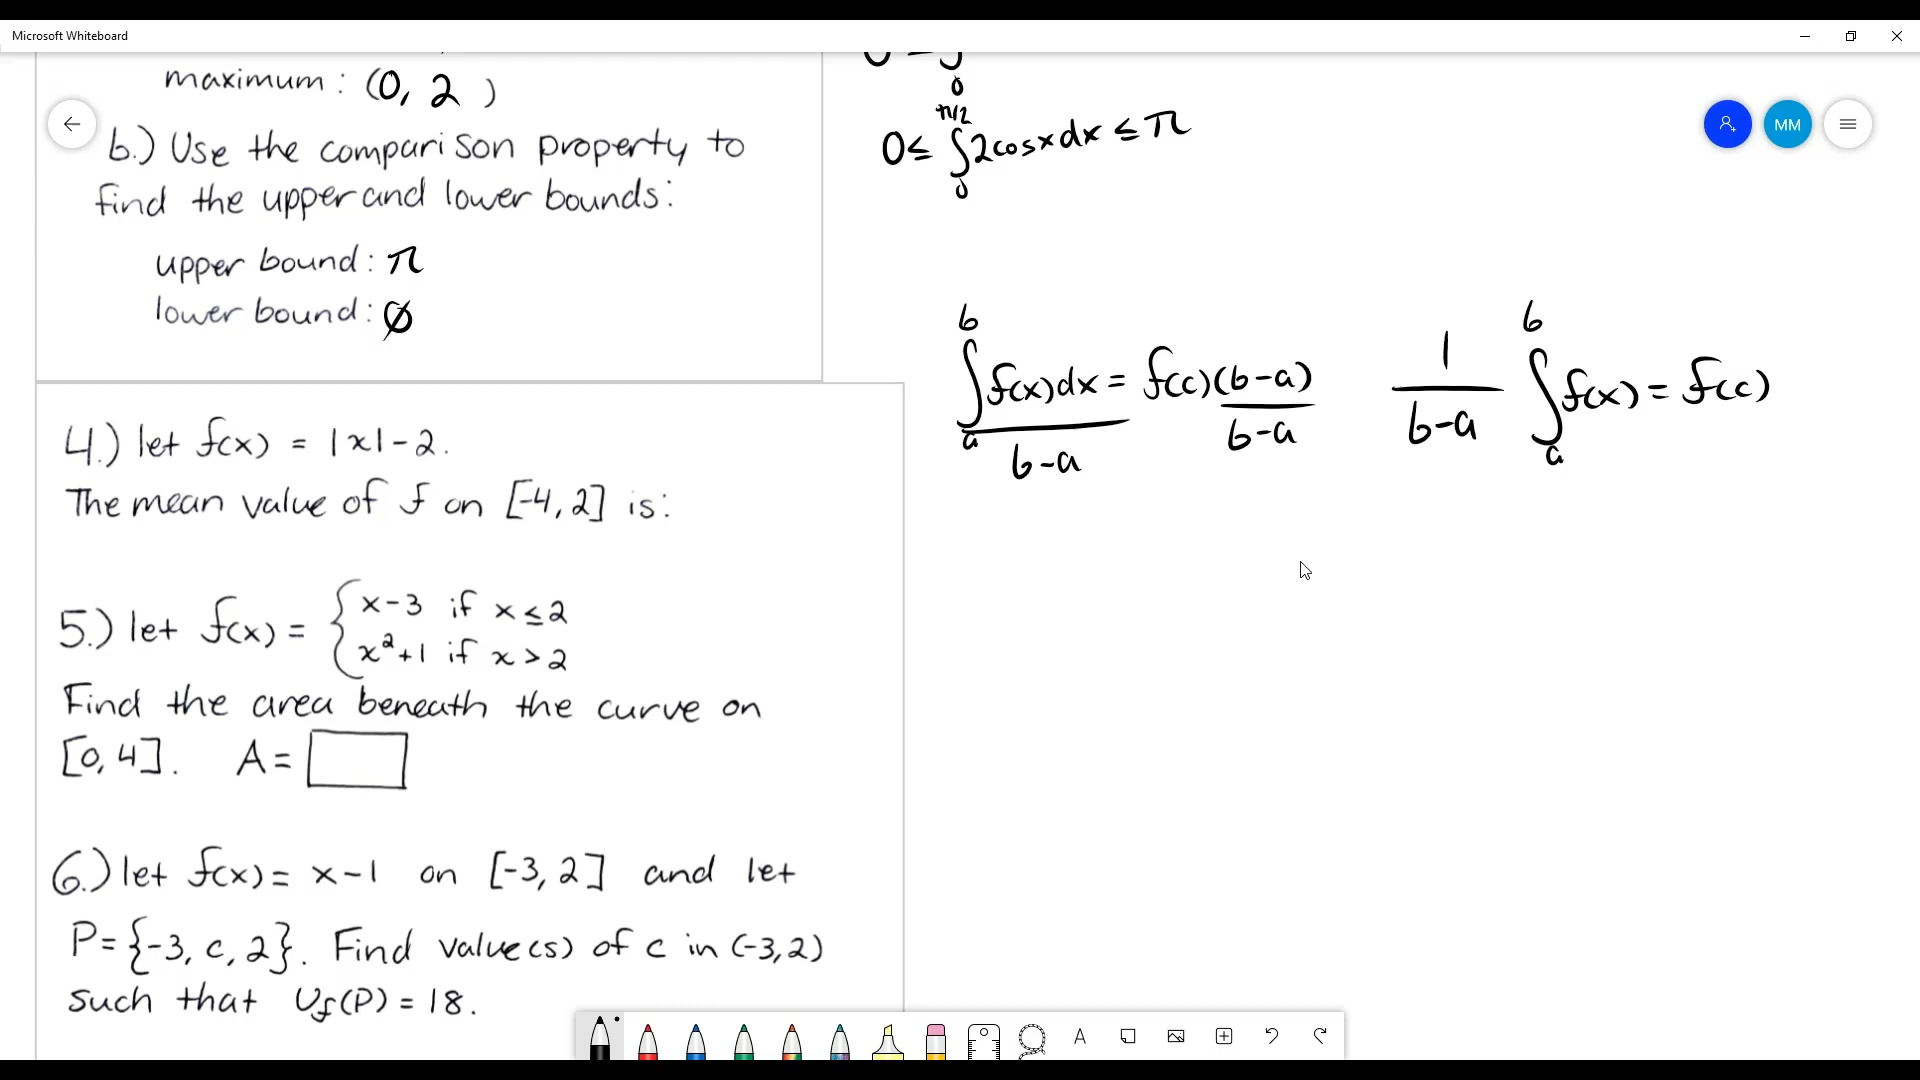 Microsoft Whiteboard
maximum : (0, 2 )
b.) Use the comparison property to
find the upper and lower bounds:
upper bound: π
lower bound: ∅
4.) let f(x) = |x|-2.
The mean value of f on [-4,2] is:
5.) let f(x) = { x-3 if x≤2
x²+1 if x>2
Find the area beneath the curve on
[0,4]. A=
6.) let f(x)= x-1 on [-3,2] and let
P={-3, c, 2}. Find value(s) of c in (-3,2)
such that U_f(P)=18.
0
0≤ ∫_0^{π/2} 2cosx dx ≤ π
∫_a^b f(x)dx = f(c)(b-a)
b-a b-a
1/(b-a) ∫_a^b f(x) = f(c)
MM
A